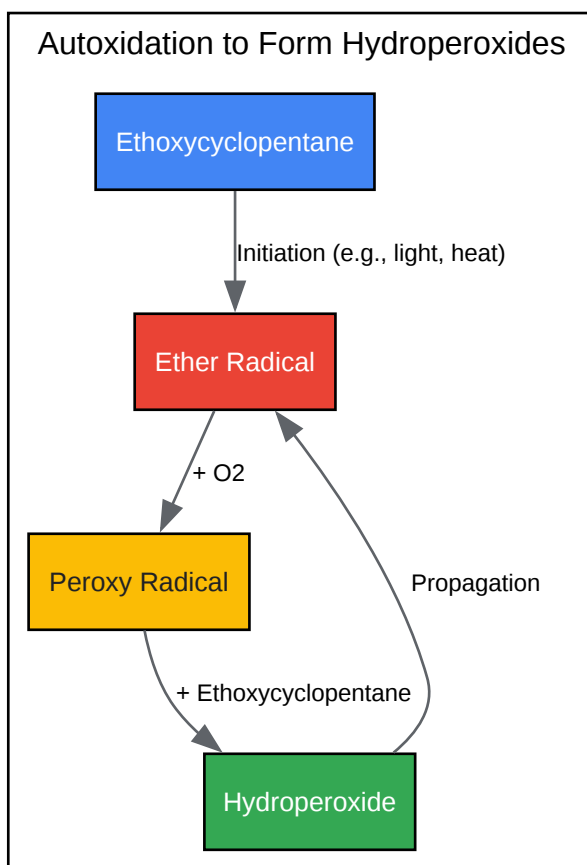 Autoxidation to Form Hydroperoxides
Ethoxycyclopentane
Initiation (e.g., light, heat)
Ether Radical
+ O2
Peroxy Radical
Propagation
+ Ethoxycyclopentane
Hydroperoxide